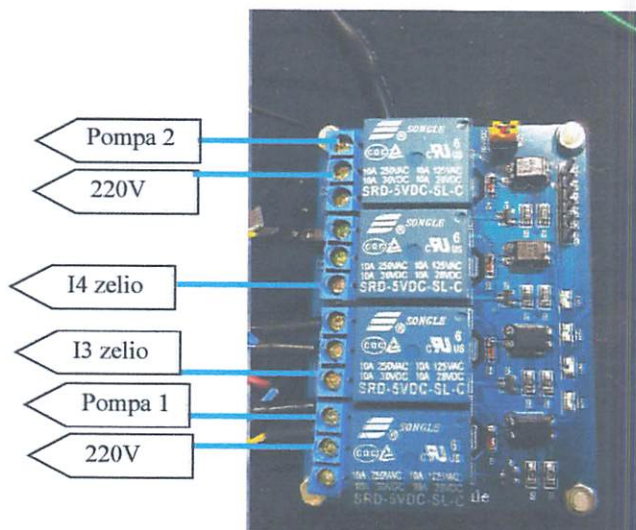 Pompa 2
220V
I4 zelio
I3 zelio
Pompa 1
220V
SONGLE
10A 250VAC 10A 125VAC
10A 30VDC 10A 28VDC
SRD-5VDC-SL-C
SONGLE
10A 250VAC 10A 125VAC
10A 30VDC 10A 28VDC
SRD-5VDC-SL-C
SONGLE
10A 250VAC 10A 125VAC
10A 30VDC 10A 28VDC
SRD-5VDC-SL-C
SONGLE
10A 250VAC 10A 125VAC
10A 30VDC 10A 28VDC
SRD-5VDC-SL-C